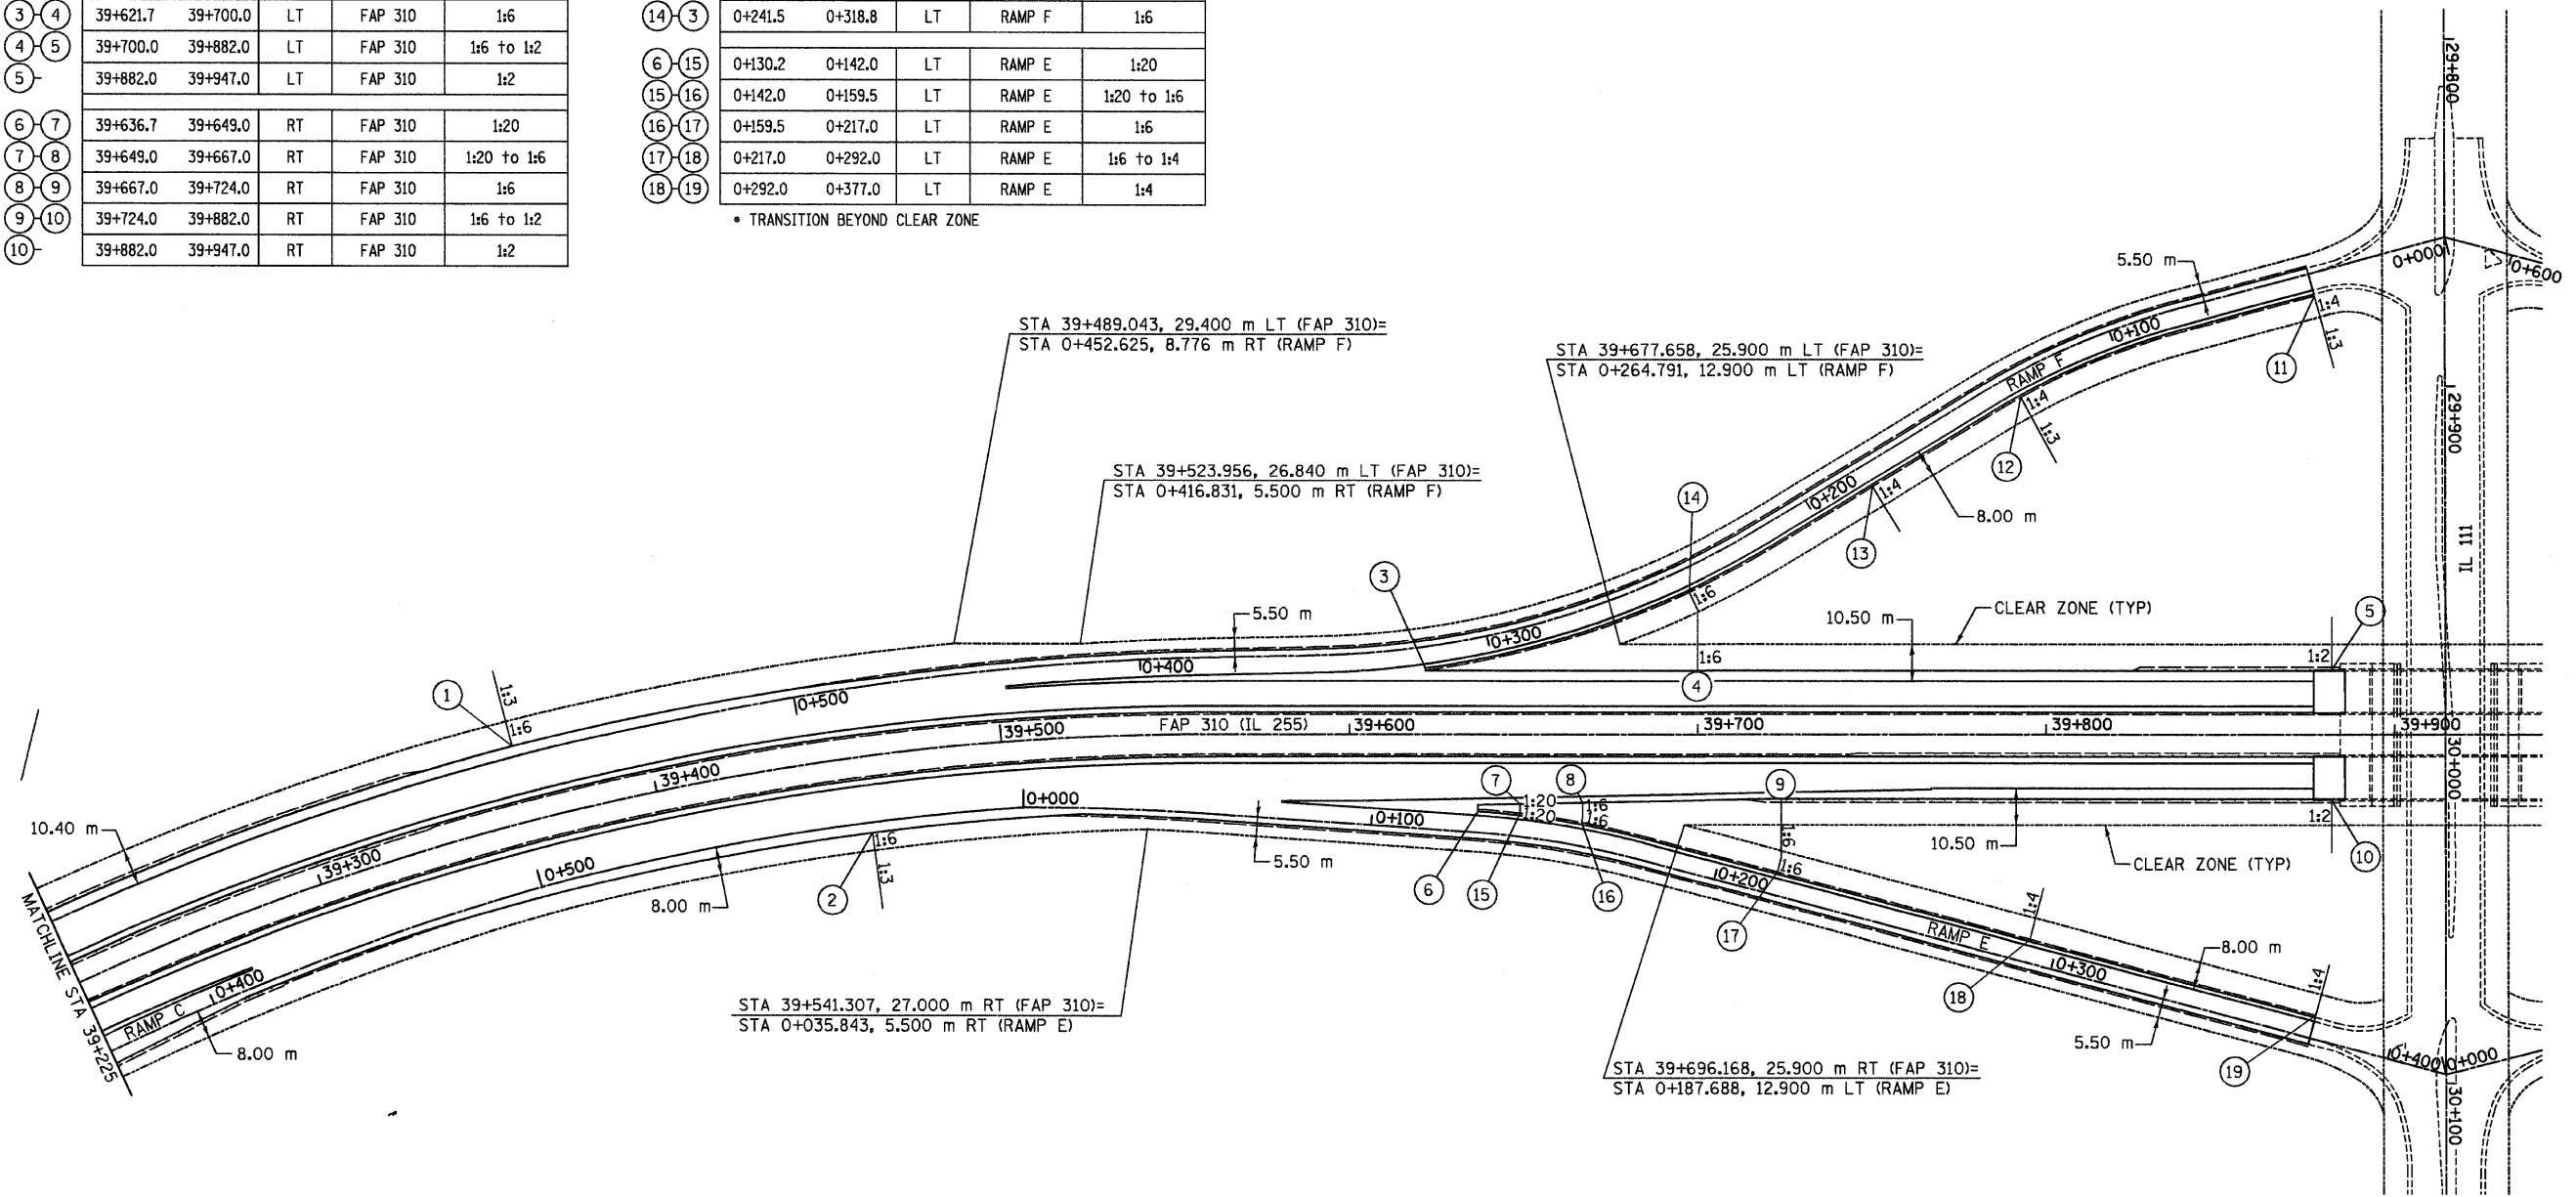 3 4 39+621.7 39+700.0 LT FAP 310 1:6
4 5 39+700.0 39+882.0 LT FAP 310 1:6 to 1:2
5 39+882.0 39+947.0 LT FAP 310 1:2
6 7 39+636.7 39+649.0 RT FAP 310 1:20
7 8 39+649.0 39+667.0 RT FAP 310 1:20 to 1:6
8 9 39+667.0 39+724.0 RT FAP 310 1:6
9 10 39+724.0 39+882.0 RT FAP 310 1:6 to 1:2
10 39+882.0 39+947.0 RT FAP 310 1:2
14 3 0+241.5 0+318.8 LT RAMP F 1:6
6 15 0+130.2 0+142.0 LT RAMP E 1:20
15 16 0+142.0 0+159.5 LT RAMP E 1:20 to 1:6
16 17 0+159.5 0+217.0 LT RAMP E 1:6
17 18 0+217.0 0+292.0 LT RAMP E 1:6 to 1:4
18 19 0+292.0 0+377.0 LT RAMP E 1:4
* TRANSITION BEYOND CLEAR ZONE
29+800
0+000
0+600
5.50 m
1:4
1:3
11
0+100
RAMP F
STA 39+489.043, 29.400 m LT (FAP 310)=
STA 0+452.625, 8.776 m RT (RAMP F)
STA 39+677.658, 25.900 m LT (FAP 310)=
STA 0+264.791, 12.900 m LT (RAMP F)
1:4
1:3
12
29+900
STA 39+523.956, 26.840 m LT (FAP 310)=
STA 0+416.831, 5.500 m RT (RAMP F)
14
0+200
1:4
8.00 m
13
IL 111
3
1:6
5.50 m
0+300
10.50 m
CLEAR ZONE (TYP)
5
0+400
1:6
1:2
4
1
1:3
1:6
0+500
39+500
FAP 310 (IL 255)
39+600
39+700
39+800
39+900
30+000
39+400
7
8
9
0+000
1:20
1:20
1:6
1:6
1:6
1:6
0+100
1:2
10.40 m
39+300
0+500
1:6
1:3
2
8.00 m
5.50 m
6
15
16
0+200
17
10.50 m
CLEAR ZONE (TYP)
10
1:4
RAMP E
18
0+300
8.00 m
1:4
5.50 m
19
0+400
0+000
30+100
MATCHLINE STA 39+225
RAMP C
0+400
8.00 m
STA 39+541.307, 27.000 m RT (FAP 310)=
STA 0+035.843, 5.500 m RT (RAMP E)
STA 39+696.168, 25.900 m RT (FAP 310)=
STA 0+187.688, 12.900 m LT (RAMP E)